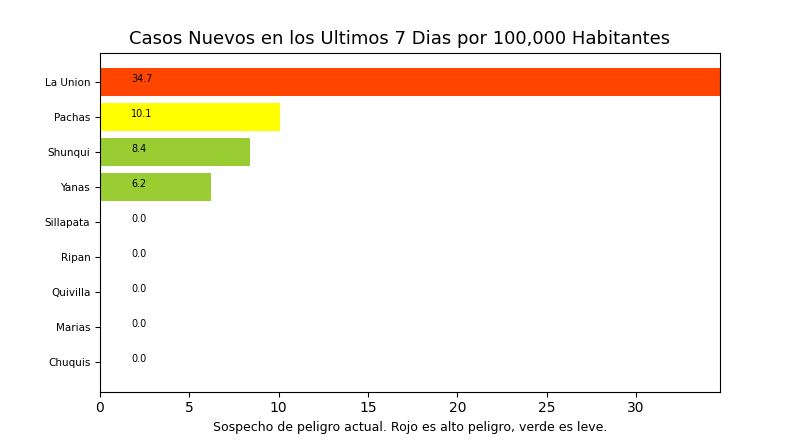 Casos Nuevos en los Ultimos 7 Dias por 100,000 Habitantes
La Union 34.7
Pachas 10.1
Shunqui 8.4
Yanas 6.2
Sillapata 0.0
Ripan 0.0
Quivilla 0.0
Marias 0.0
Chuquis 0.0
0 5 10 15 20 25 30
Sospecho de peligro actual. Rojo es alto peligro, verde es leve.